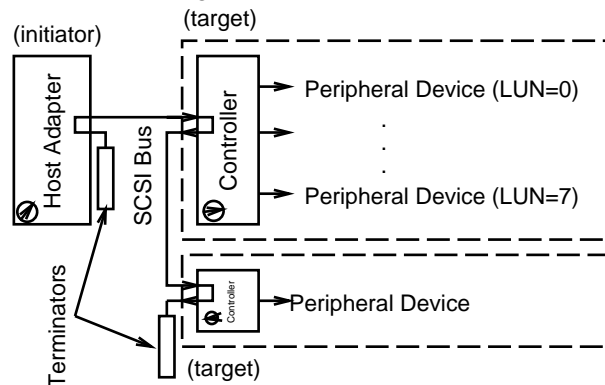 (target)
(initiator)
Host Adapter
SCSI Bus
Controller
Peripheral Device (LUN=0)
.
.
.
Peripheral Device (LUN=7)
Terminators
Controller
Peripheral Device
(target)